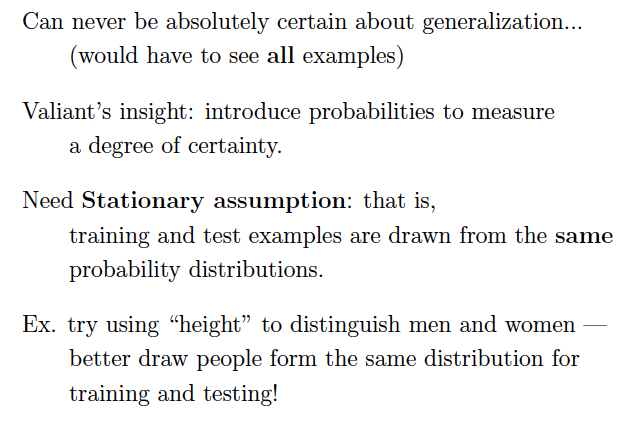 Can never be absolutely certain about generalization...
(would have to see all examples)
Valiant's insight: introduce probabilities to measure
a degree of certainty.
Need Stationary assumption: that is,
training and test examples are drawn from the same
probability distributions.
Ex. try using “height” to distinguish men and women —
better draw people form the same distribution for
training and testing!